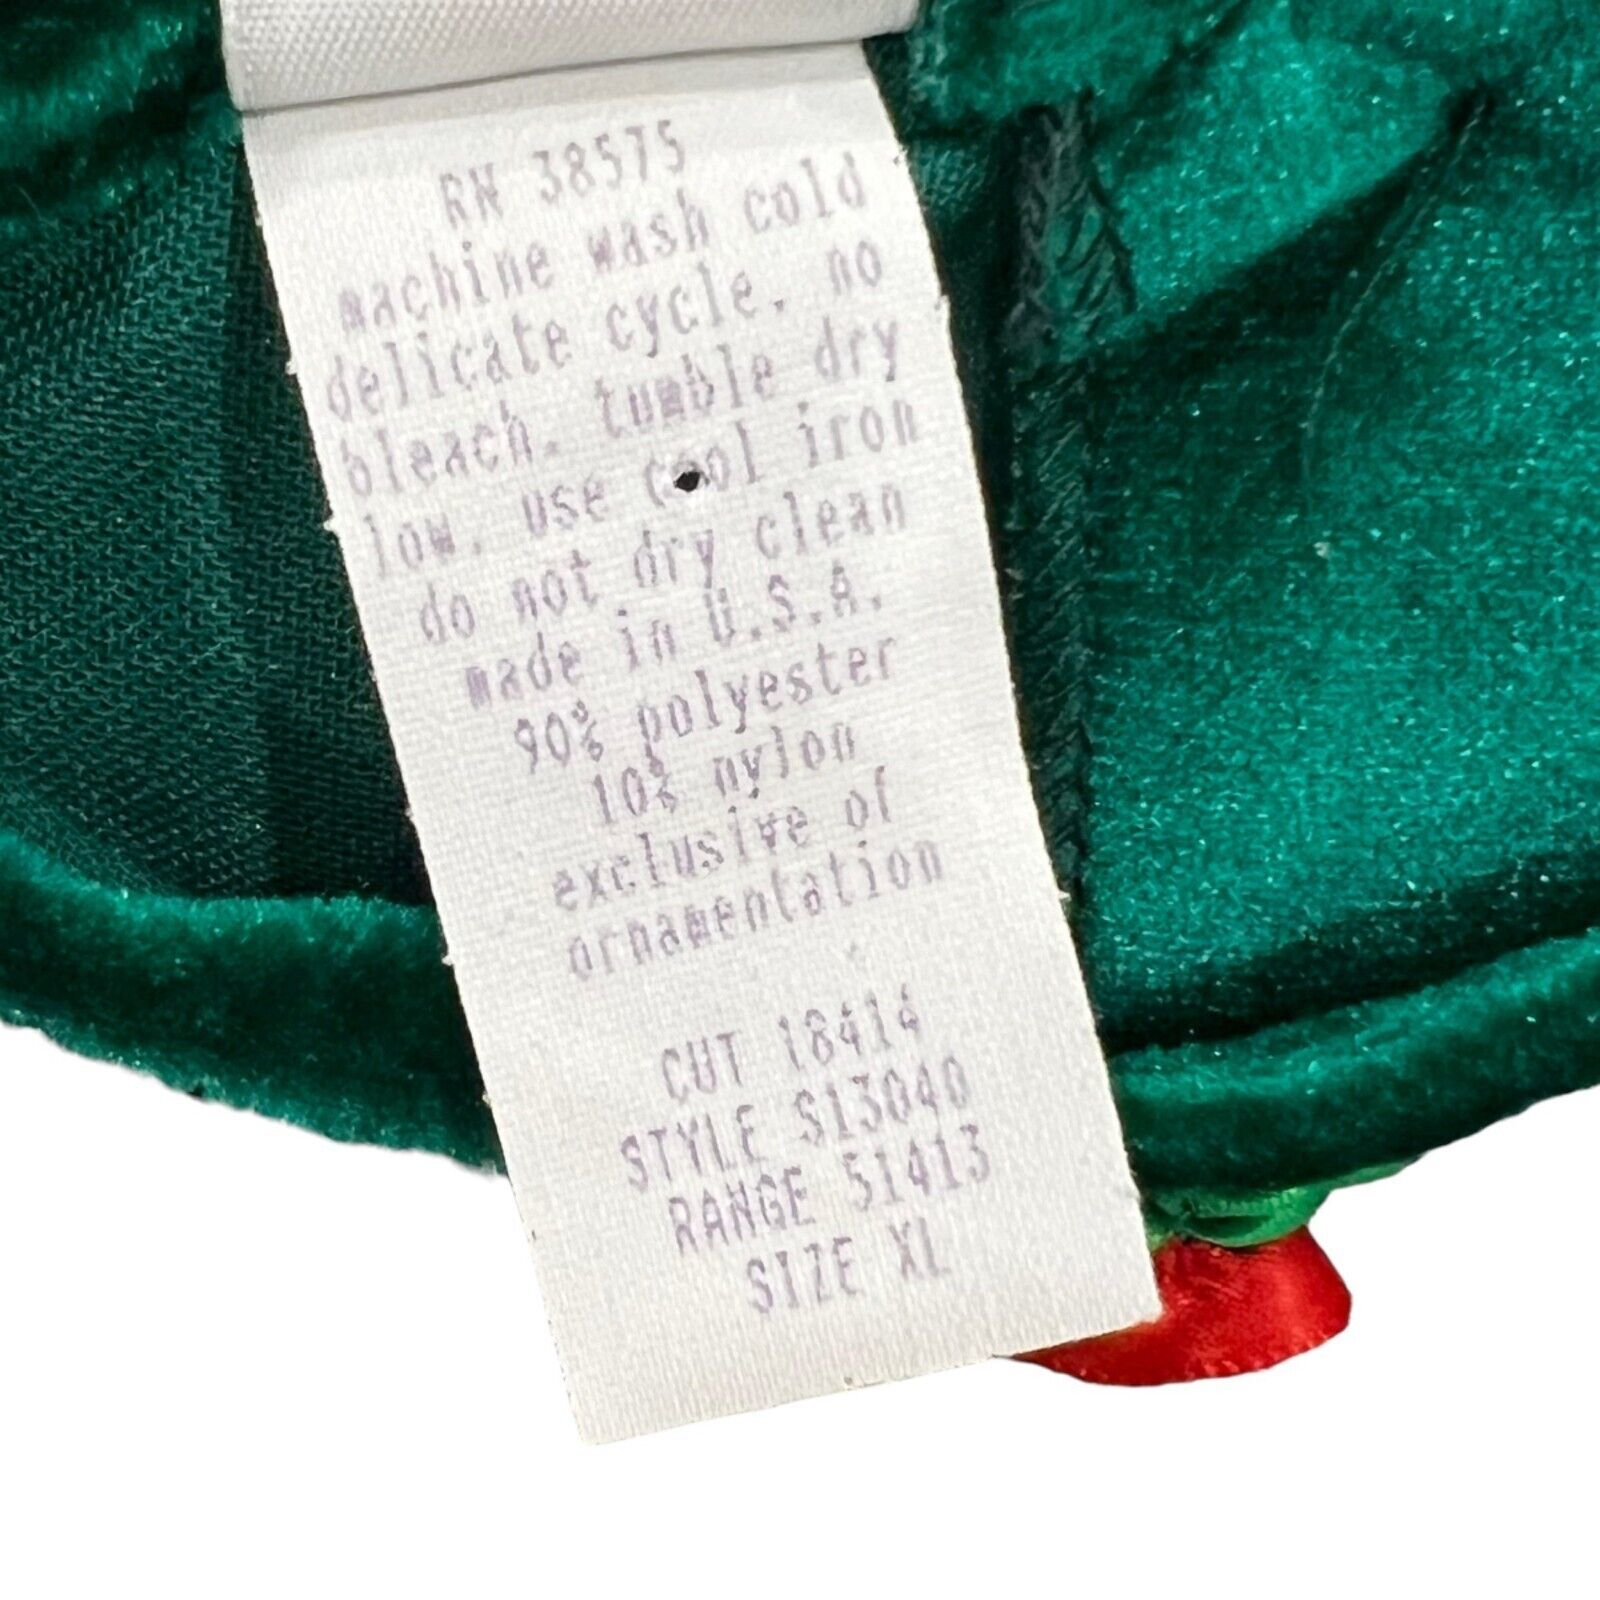 RN 38575
machine wash cold
delicate cycle, no
bleach, tumble dry
low, use cool iron
do not dry clean
made in U.S.A.
90% polyester
10% nylon
exclusive of
ornamentation
CUT 18414
STYLE S13040
RANGE 51413
SIZE XL